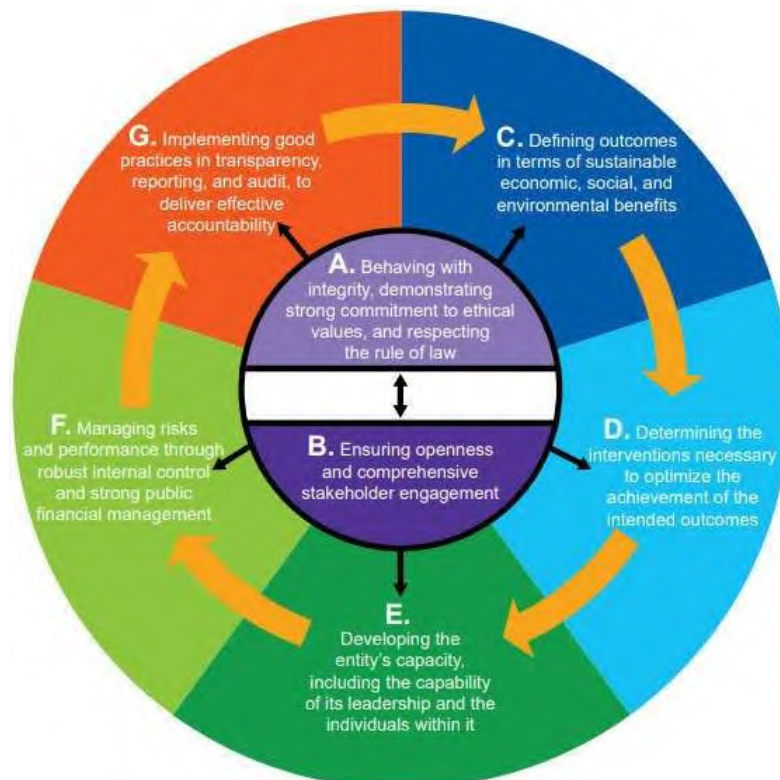 A. Behaving with
integrity, demonstrating
strong commitment to ethical
values, and respecting
the rule of law
B. Ensuring openness
and comprehensive
stakeholder engagement
C. Defining outcomes
in terms of sustainable
economic, social, and
environmental benefits
D. Determining the
interventions necessary
to optimize the
achievement of the
intended outcomes
E.
Developing the
entity's capacity,
including the capability
of its leadership and the
individuals within it
F. Managing risks
and performance through
robust internal control
and strong public
financial management
G. Implementing good
practices in transparency,
reporting, and audit, to
deliver effective
accountability